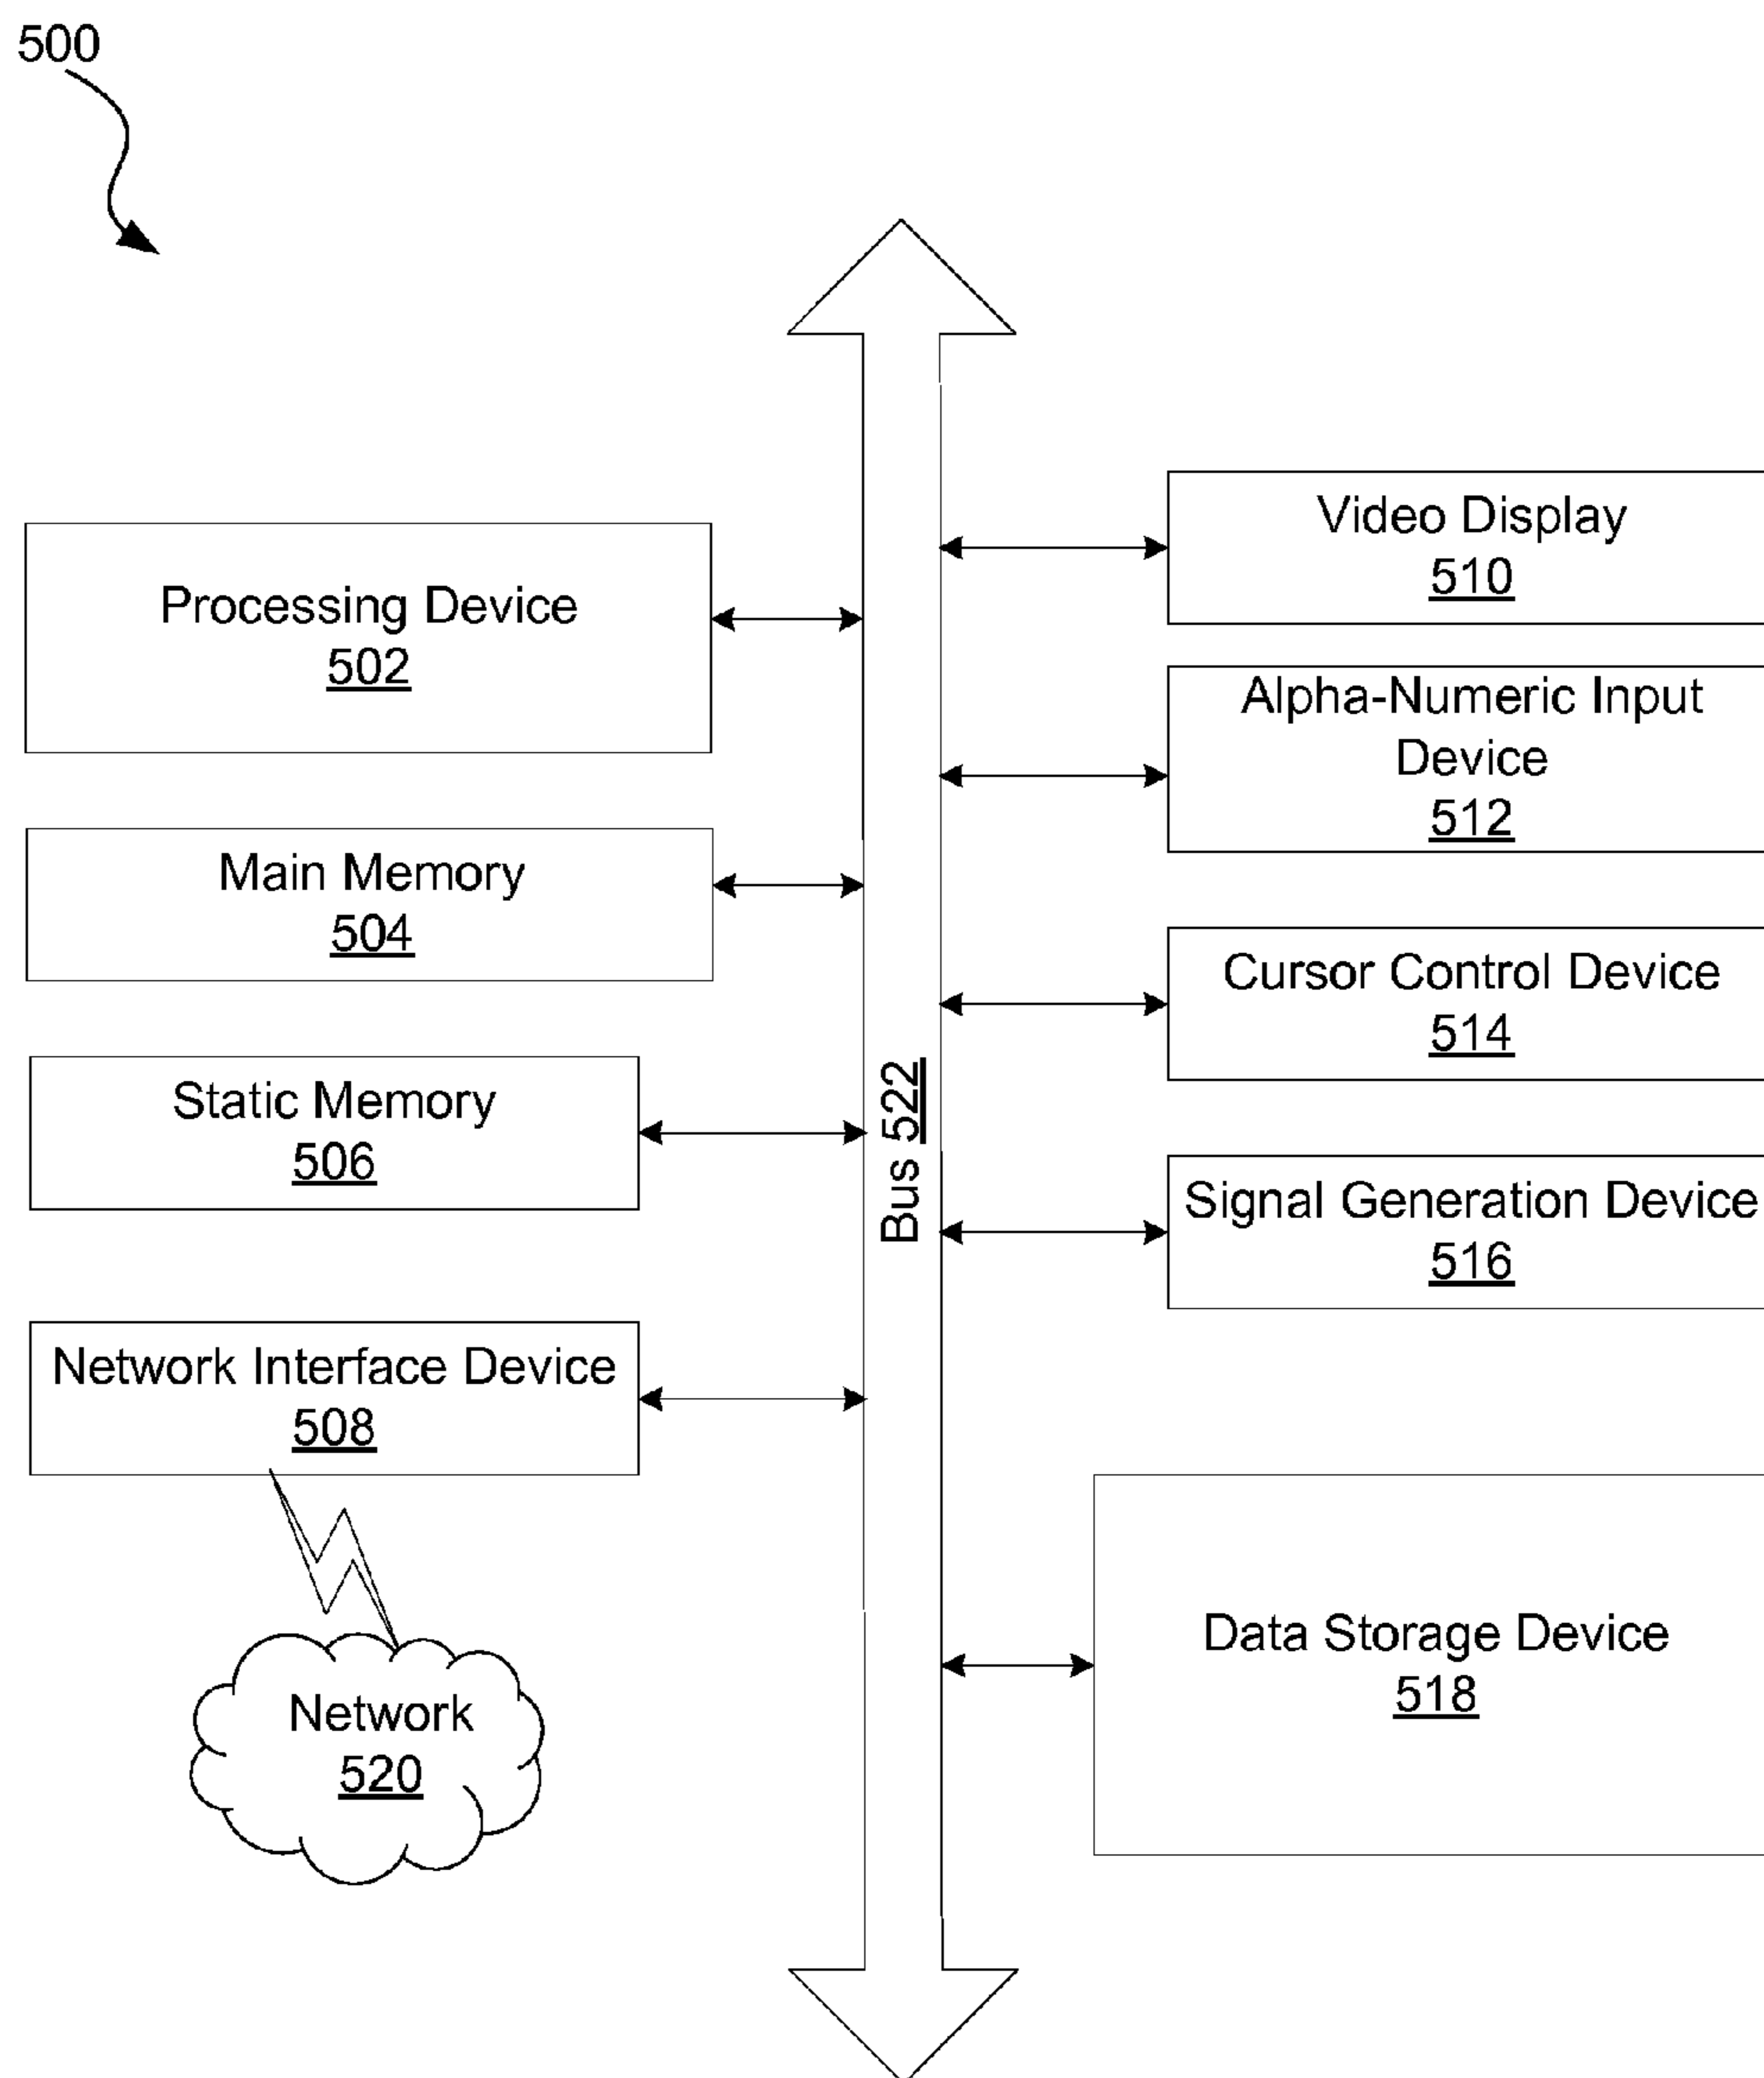 500
Processing Device
502
Main Memory
504
Static Memory
506
Network Interface Device
508
Network
520
Bus 522
Video Display
510
Alpha-Numeric Input
Device
512
Cursor Control Device
514
Signal Generation Device
516
Data Storage Device
518